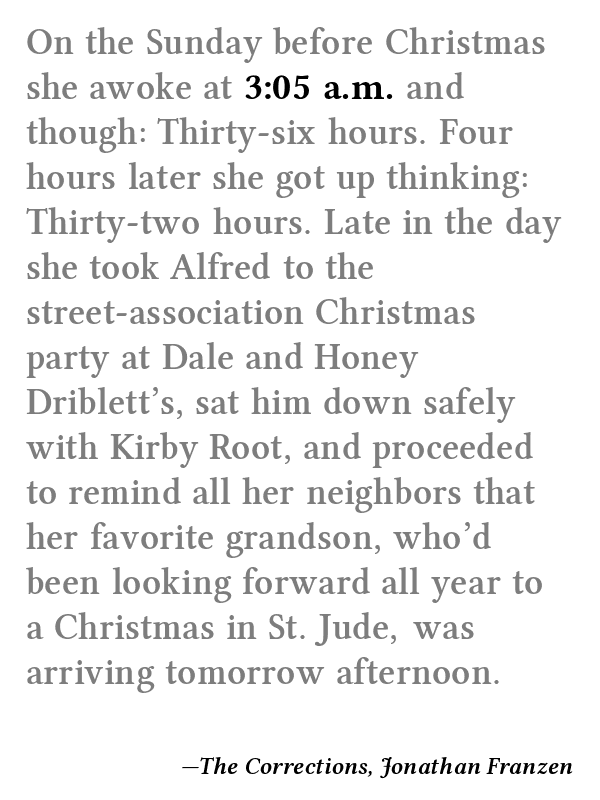 On the Sunday before Christmas
she awoke at 3:05 a.m. and
though: Thirty-six hours. Four
hours later she got up thinking:
Thirty-two hours. Late in the day
she took Alfred to the
street-association Christmas
party at Dale and Honey
Driblett’s, sat him down safely
with Kirby Root, and proceeded
to remind all her neighbors that
her favorite grandson, who’d
been looking forward all year to
a Christmas in St. Jude, was
arriving tomorrow afternoon.
—The Corrections, Jonathan Franzen